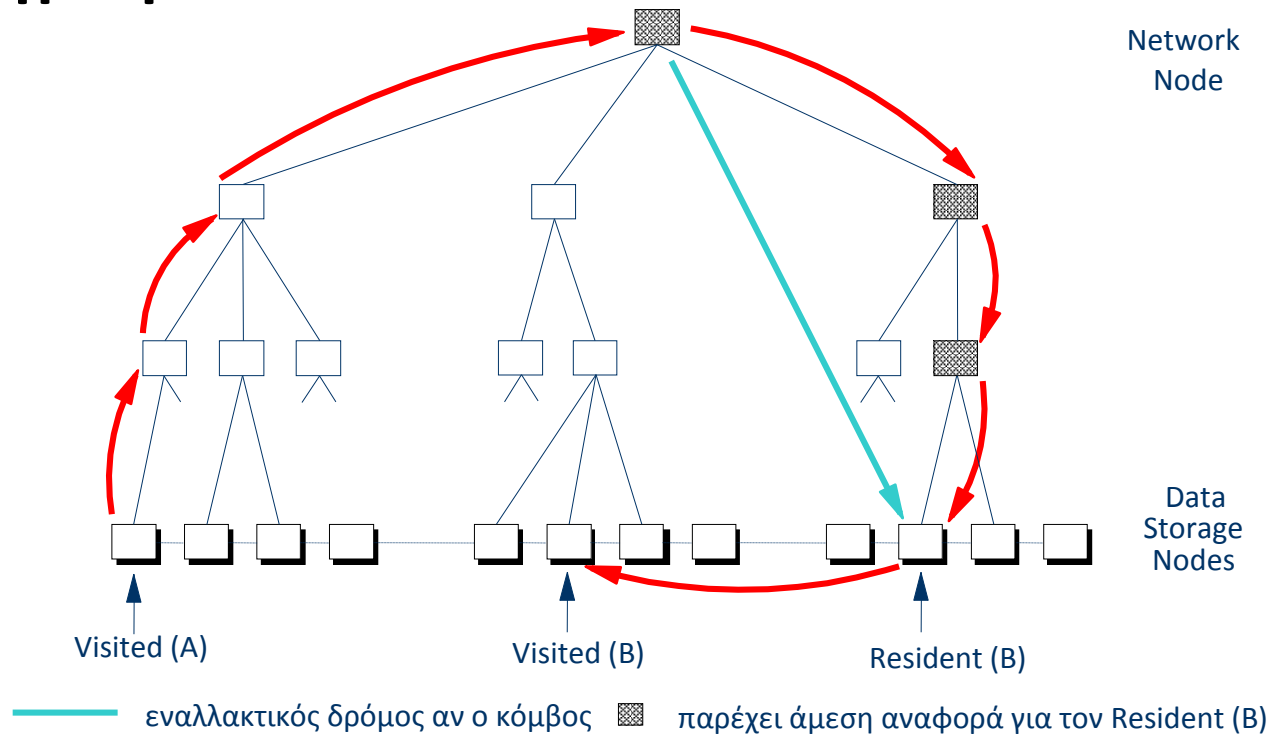 Network
Node
Data
Storage
Nodes
Visited (A)
Visited (B)
Resident (B)
εναλλακτικός δρόμος αν ο κόμβος
παρέχει άμεση αναφορά για τον Resident (B)